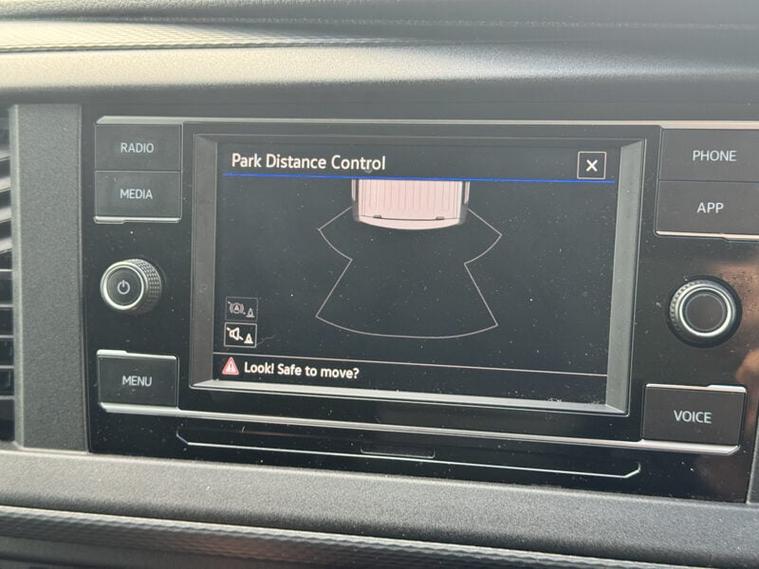 RADIO
MEDIA
MENU
Park Distance Control
X
Look! Safe to move?
PHONE
APP
VOICE